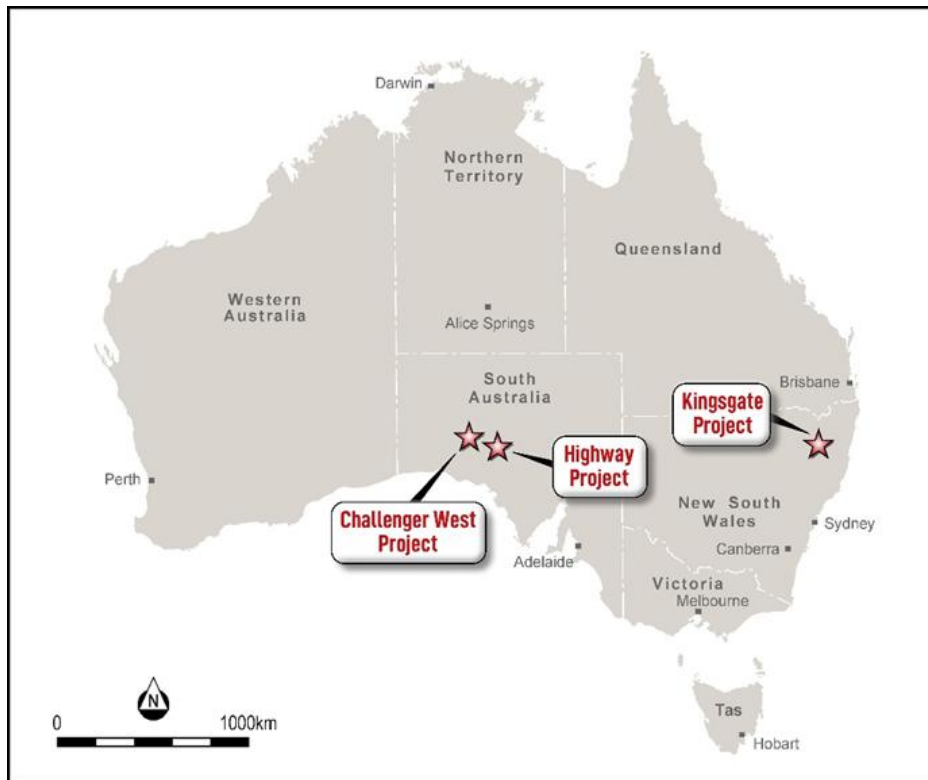 Darwin
Northern
Territory
Queensland
Western
Australia
Alice Springs
South
Australia
Brisbane
Kingsgate
Project
Highway
Project
Perth
Challenger West
Project
New South
Wales
Sydney
Canberra
Adelaide
Victoria
Melbourne
N
0 1000km
Tas
Hobart